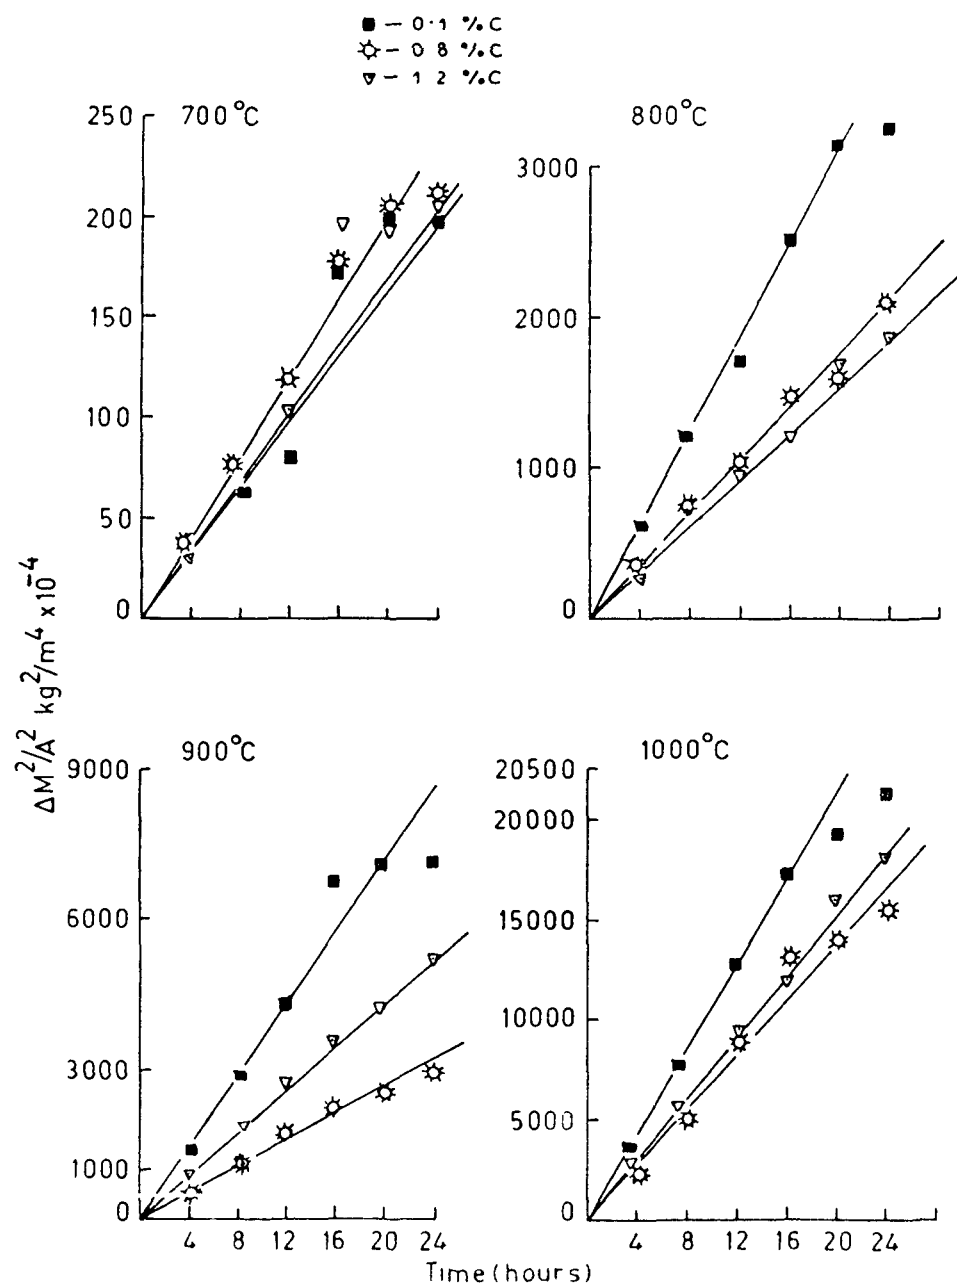 ■ — 0·1 %C
☼ — 0 8 %C
▽ — 1 2 %C
700°C
250
200
150
100
50
0
800°C
3000
2000
1000
0
ΔM²/A² kg²/m⁴ x10⁻⁴
900°C
9000
6000
3000
1000
0
4 8 12 16 20 24
1000°C
20500
20000
15000
10000
5000
0
4 8 12 16 20 24
Time (hours)